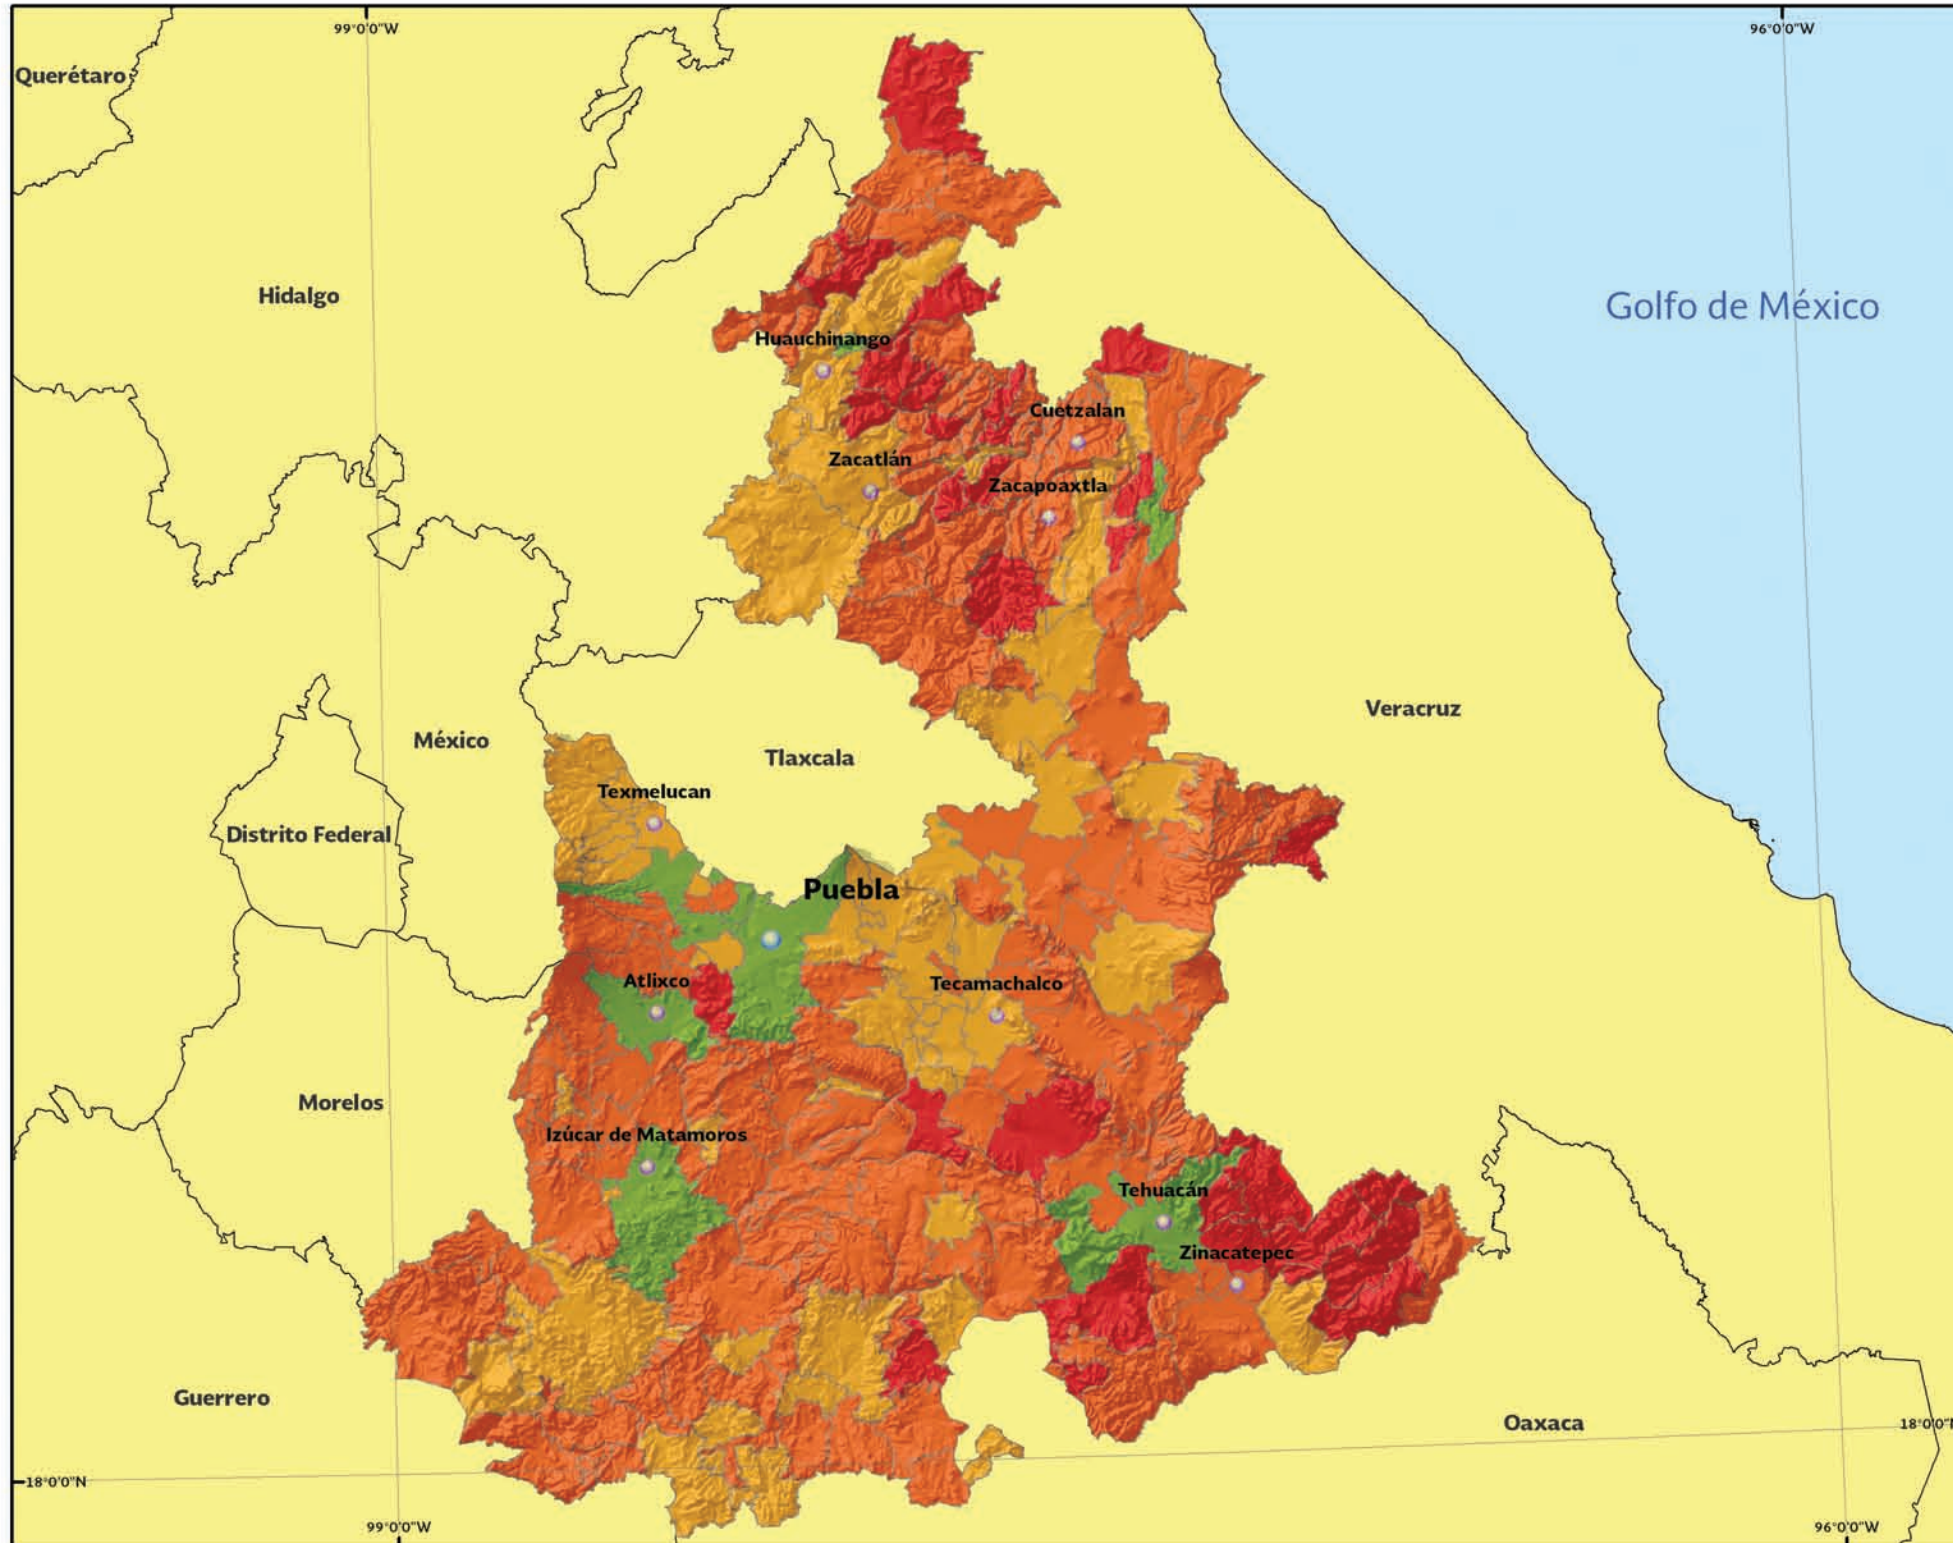 99°0'0"W
96°0'0"W
Querétaro
Hidalgo
Golfo de México
Huauchinango
Cuetzalan
Zacatlán
Zacapoaxtla
Veracruz
México
Tlaxcala
Texmelucan
Distrito Federal
Puebla
Atlixco
Tecamachalco
Morelos
Izúcar de Matamoros
Tehuacán
Zinacatepec
Guerrero
Oaxaca
18°0'0"N
18°0'0"N
99°0'0"W
96°0'0"W